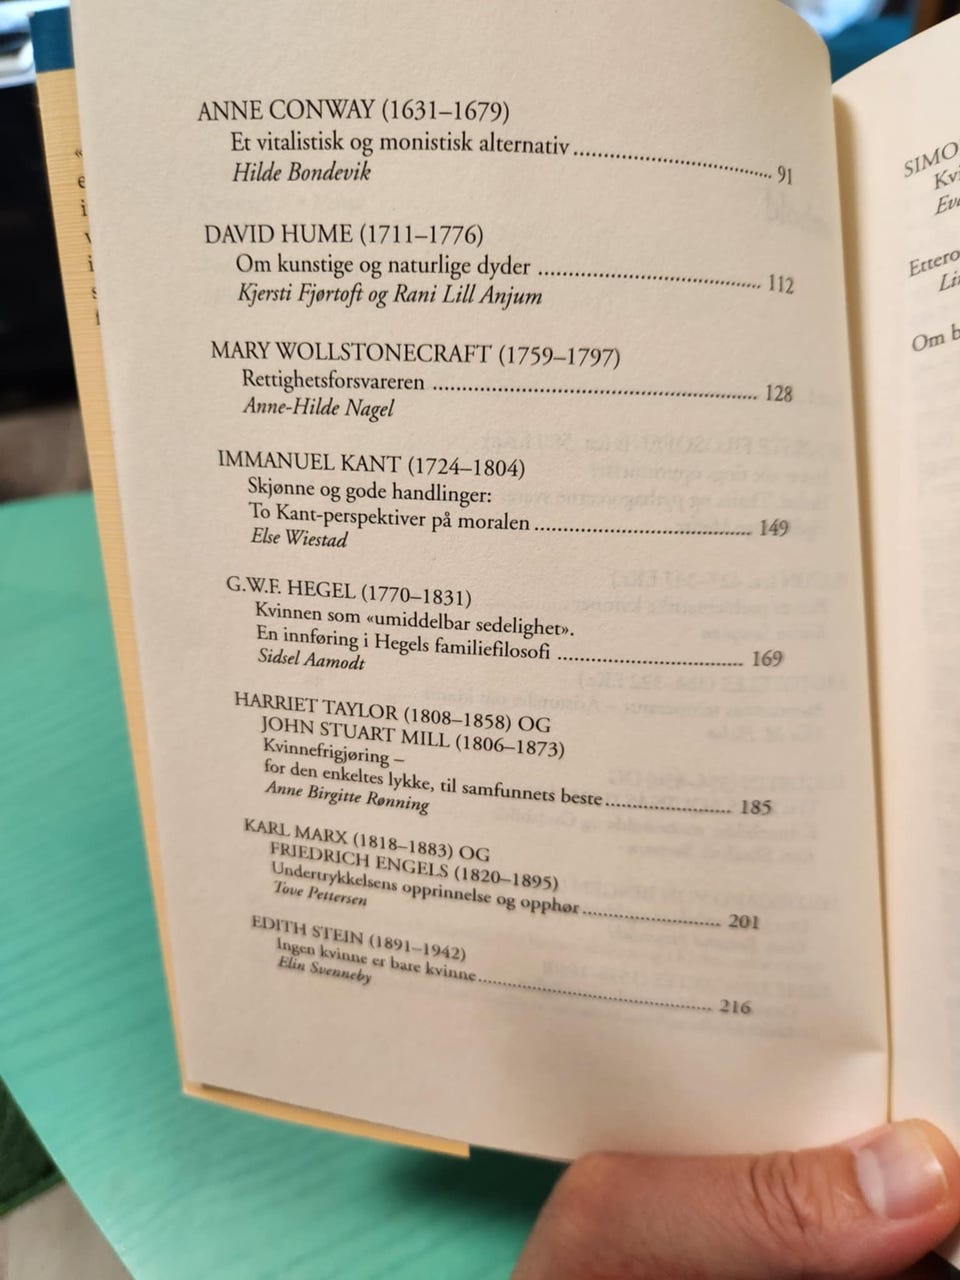 ANNE CONWAY (1631–1679)
Et vitalistisk og monistisk alternativ ........ 91
Hilde Bondevik
DAVID HUME (1711–1776)
Om kunstige og naturlige dyder ........ 112
Kjersti Fjørtoft og Rani Lill Anjum
MARY WOLLSTONECRAFT (1759–1797)
Rettighetsforsvareren ........ 128
Anne-Hilde Nagel
IMMANUEL KANT (1724–1804)
Skjønne og gode handlinger:
To Kant-perspektiver på moralen ........ 149
Else Wiestad
G.W.F. HEGEL (1770–1831)
Kvinnen som «umiddelbar sedelighet».
En innføring i Hegels familiefilosofi ........ 169
Sidsel Aamodt
HARRIET TAYLOR (1808–1858) OG
JOHN STUART MILL (1806–1873)
Kvinnefrigjøring –
for den enkeltes lykke, til samfunnets beste ........ 185
Anne Birgitte Rønning
KARL MARX (1818–1883) OG
FRIEDRICH ENGELS (1820–1895)
Undertrykkelsens opprinnelse og opphør ........ 201
Tove Pettersen
EDITH STEIN (1891–1942)
Ingen kvinne er bare kvinne ........ 216
Elin Svenneby
SIMO
Kvi
Eva
Ettero
Lin
Om b